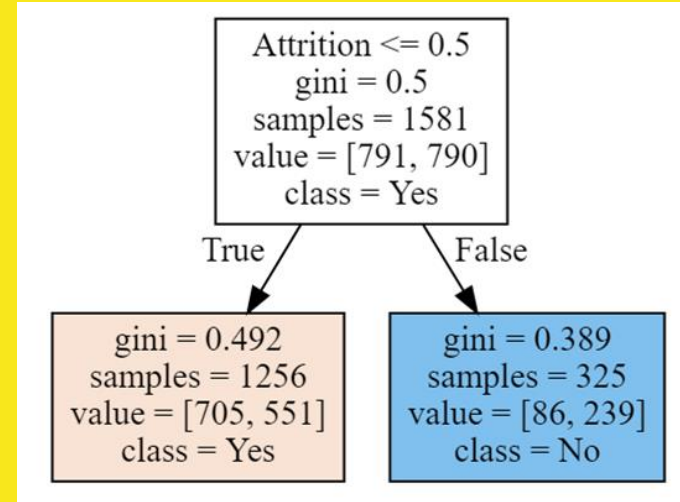 Attrition <= 0.5
gini = 0.5
samples = 1581
value = [791, 790]
class = Yes
True
False
gini = 0.492
samples = 1256
value = [705, 551]
class = Yes
gini = 0.389
samples = 325
value = [86, 239]
class = No